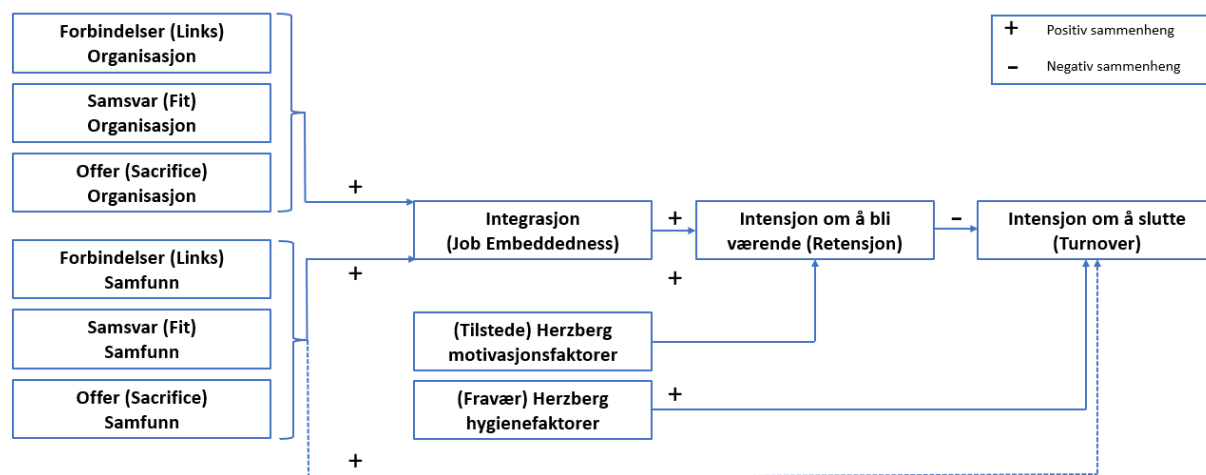 Forbindelser (Links)
Organisasjon
Samsvar (Fit)
Organisasjon
Offer (Sacrifice)
Organisasjon
Forbindelser (Links)
Samfunn
Samsvar (Fit)
Samfunn
Offer (Sacrifice)
Samfunn
+
+
+
Integrasjon
(Job Embeddedness)
+
+
Intensjon om å bli
værende (Retensjon)
–
Intensjon om å slutte
(Turnover)
(Tilstede) Herzberg
motivasjonsfaktorer
(Fravær) Herzberg
hygienefaktorer
+
+ Positiv sammenheng
– Negativ sammenheng